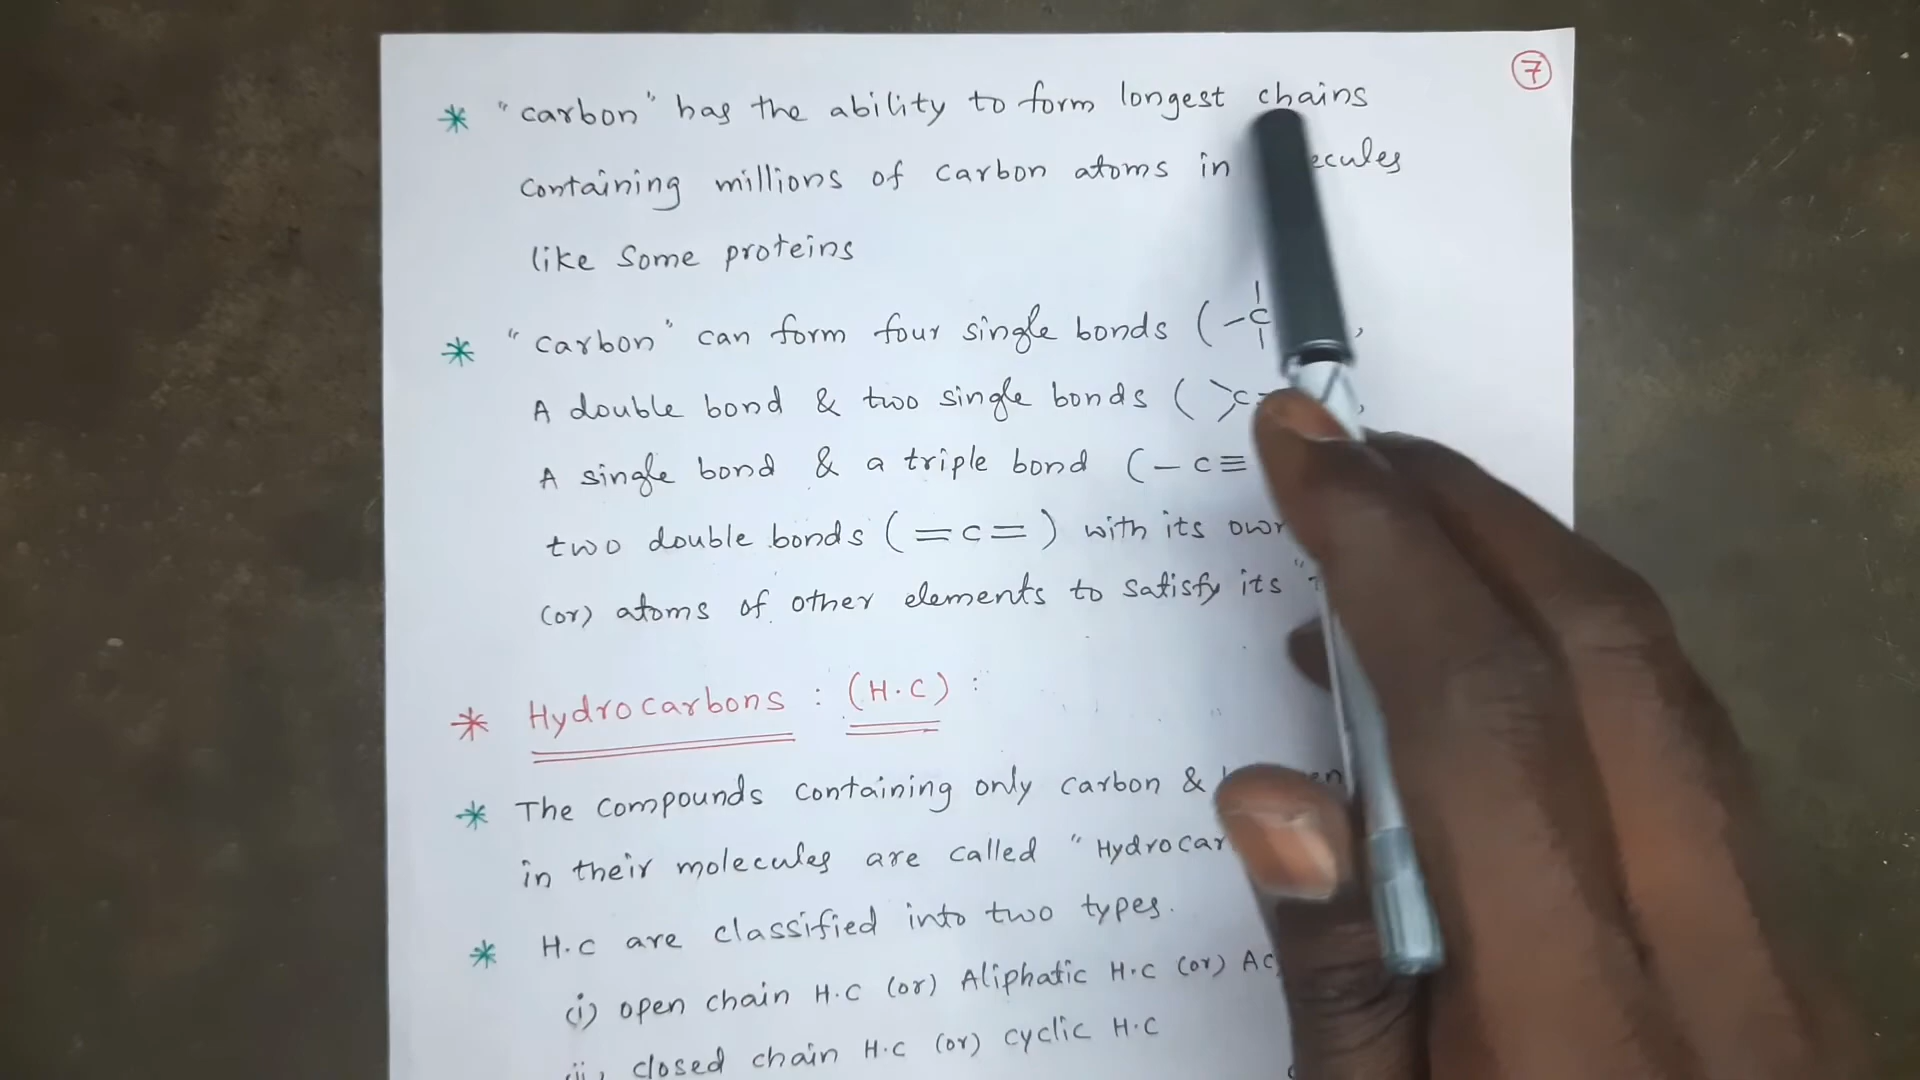 7
* "carbon" has the ability to form longest chains
containing millions of carbon atoms in
like some proteins
* "carbon" can form four single bonds (-C
A double bond & two single bonds ( >C=
A single bond & a triple bond (- C≡
two double bonds (=C=) with its own
(or) atoms of other elements to satisfy its "
* Hydrocarbons : (H.C) :
* The compounds containing only carbon &
in their molecules are called "
* H.C are classified into two types.
(i) open chain H.C (or) Aliphatic H.C (or)
closed chain H.C (or) cyclic H.C